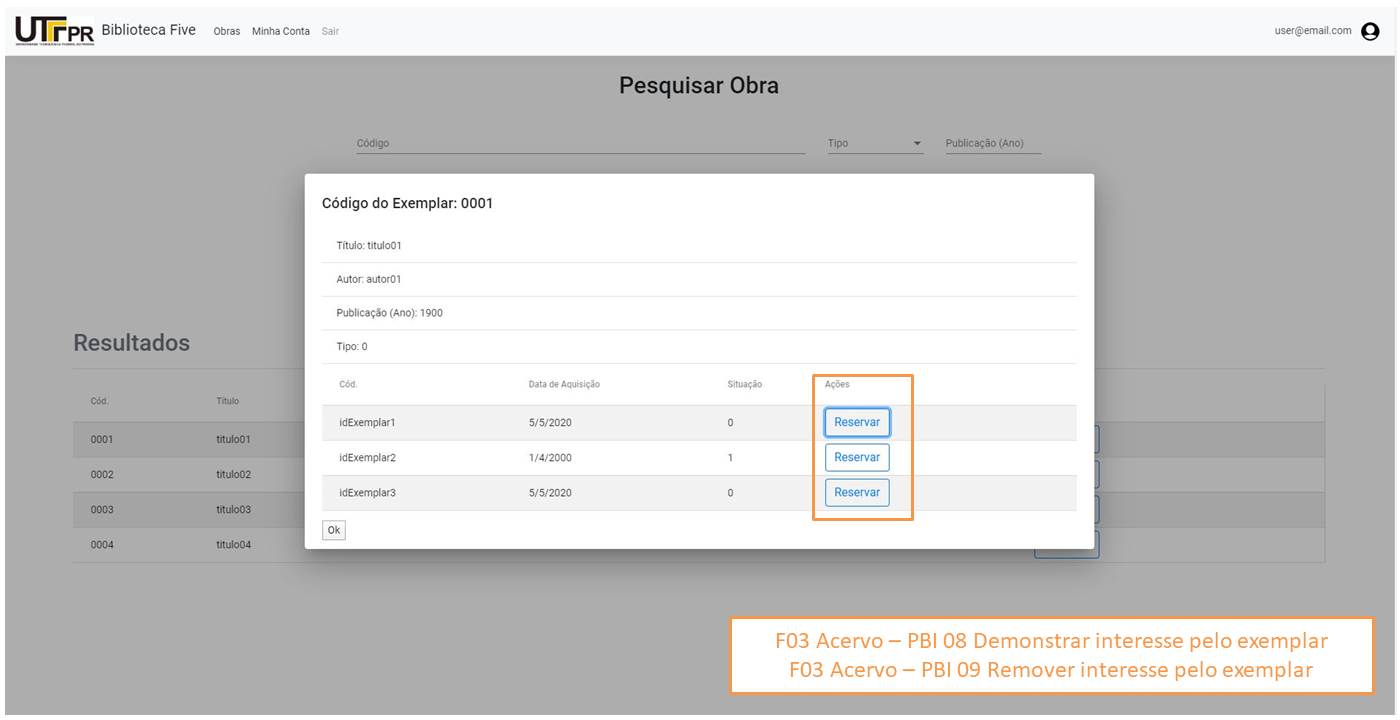 UTFPR Biblioteca Five Obras Minha Conta Sair user@email.com
Pesquisar Obra
Código Tipo Publicação (Ano)
Código do Exemplar: 0001
Título: titulo01
Autor: autor01
Publicação (Ano): 1900
Tipo: 0
Cód. Data de Aquisição Situação Ações
idExemplar1 5/5/2020 0 Reservar
idExemplar2 1/4/2000 1 Reservar
idExemplar3 5/5/2020 0 Reservar
Ok
Resultados
Cód. Título
0001 titulo01
0002 titulo02
0003 titulo03
0004 titulo04
F03 Acervo – PBI 08 Demonstrar interesse pelo exemplar
F03 Acervo – PBI 09 Remover interesse pelo exemplar